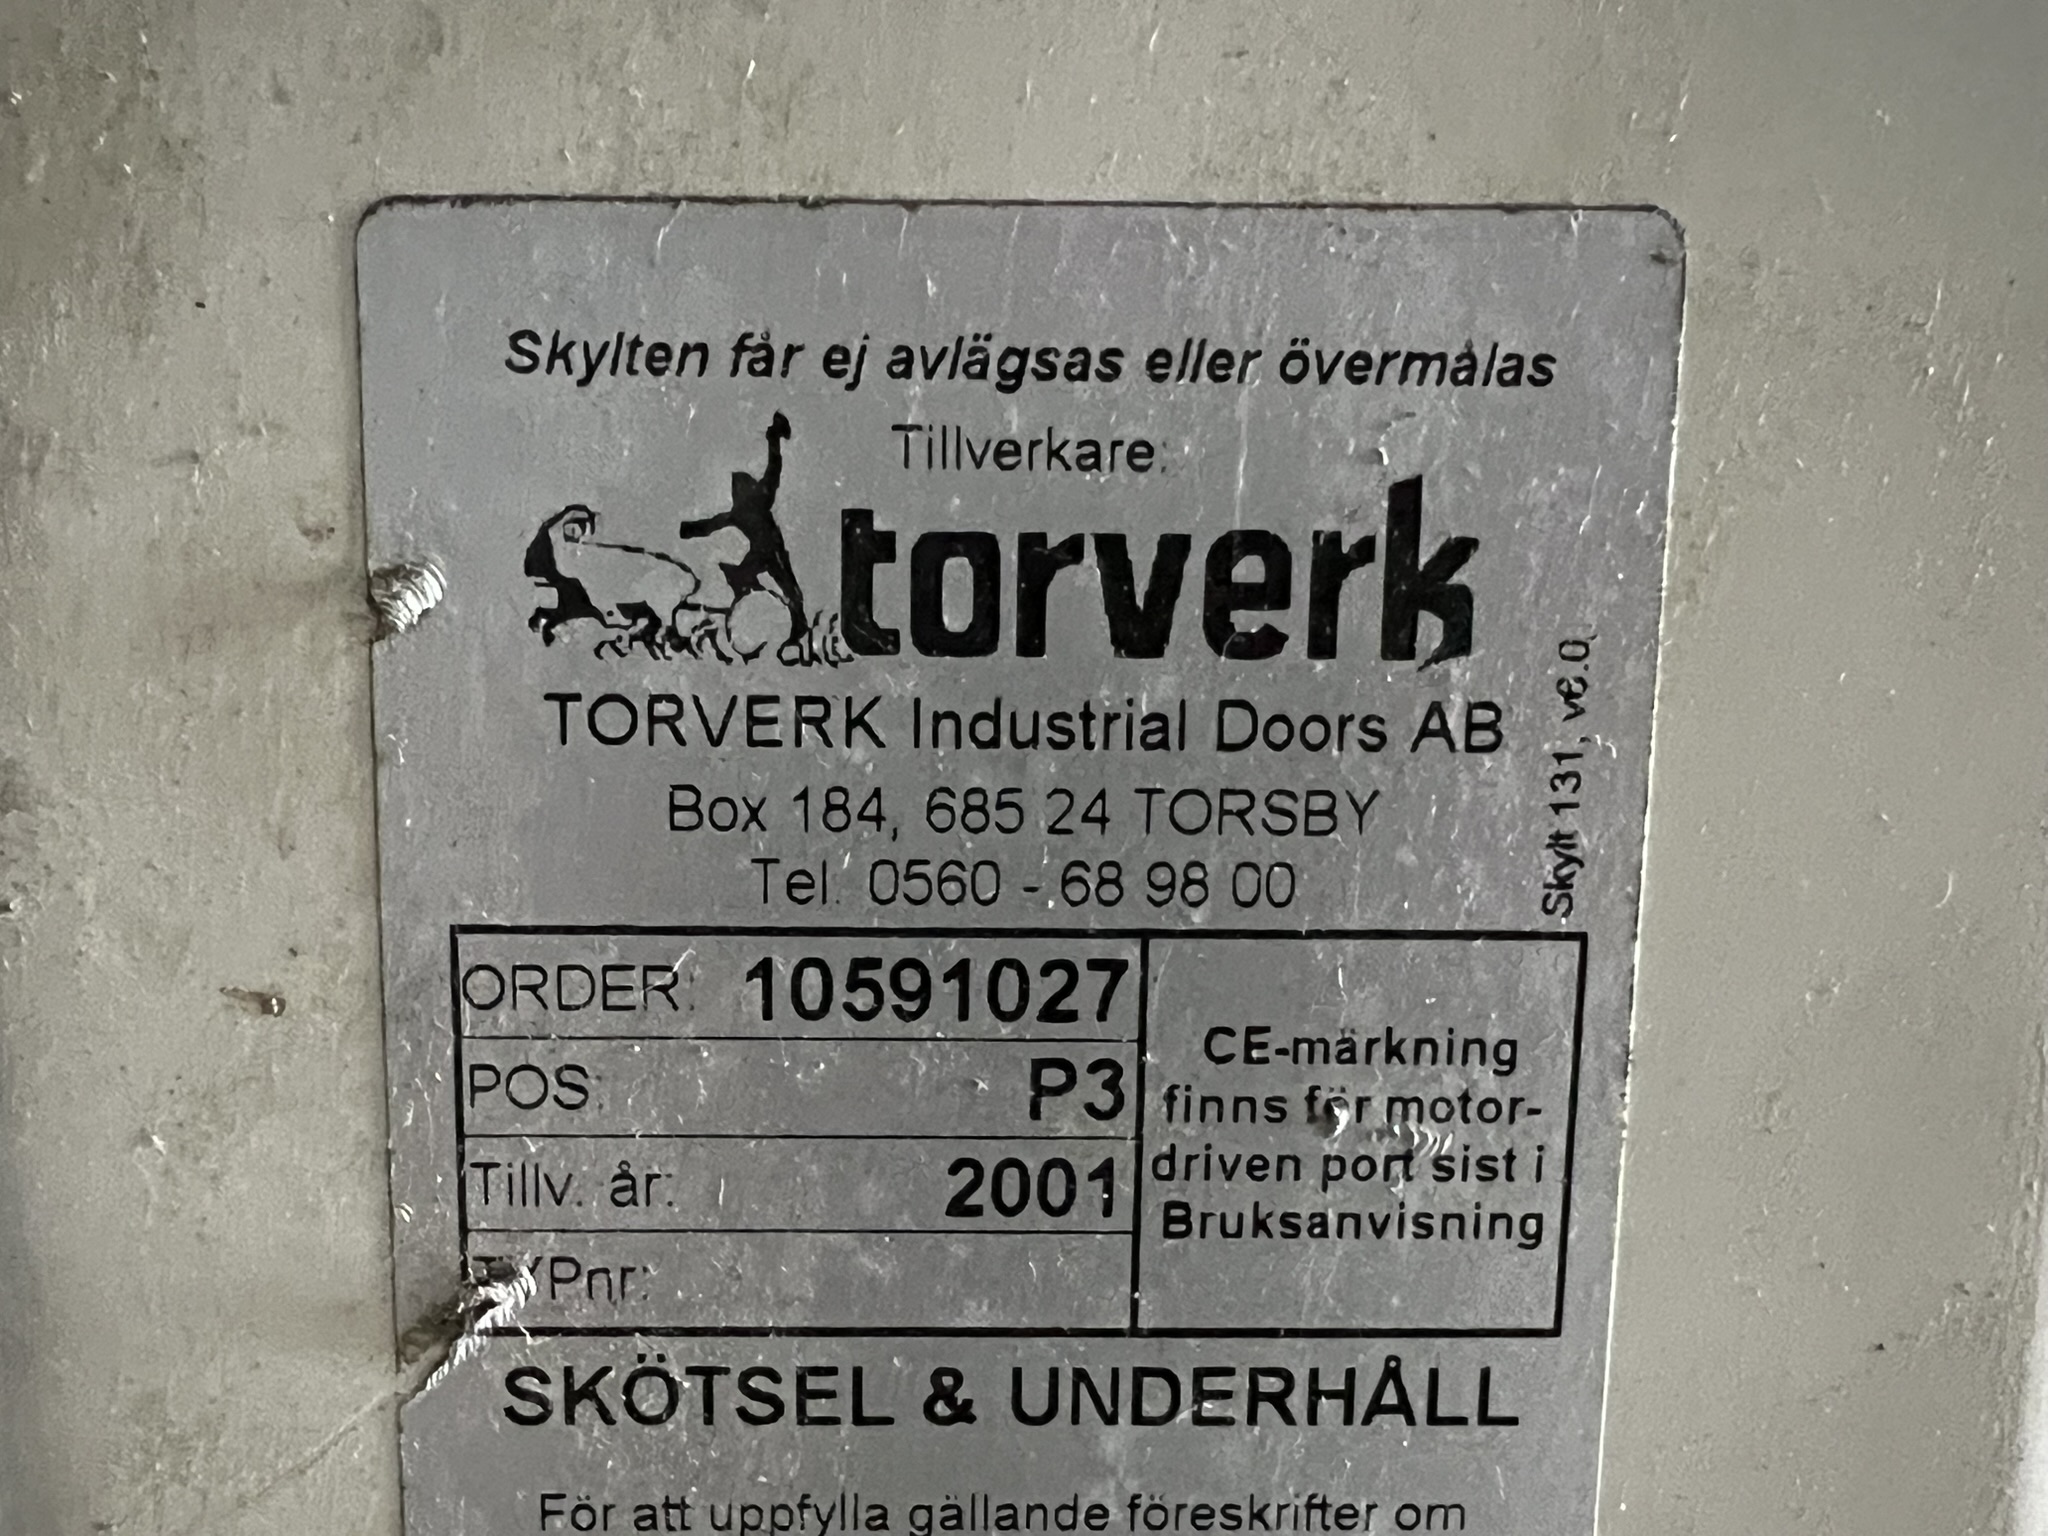 Skylten får ej avlägsas eller övermålas
Tillverkare:
torverk
TORVERK Industrial Doors AB
Box 184, 685 24 TORSBY
Tel. 0560 - 68 98 00
Skylt 131, ve.0
ORDER: 10591027
POS: P3
Tillv. år: 2001
TYPnr:
CE-märkning
finns för motor-
driven port sist i
Bruksanvisning
SKÖTSEL & UNDERHÅLL
För att uppfylla gällande föreskrifter om